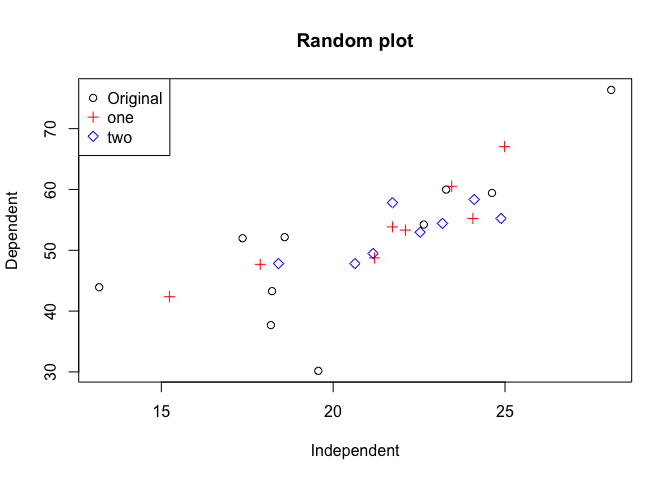 Random plot
Original
one
two
Dependent
70
60
50
40
30
15 20 25
Independent